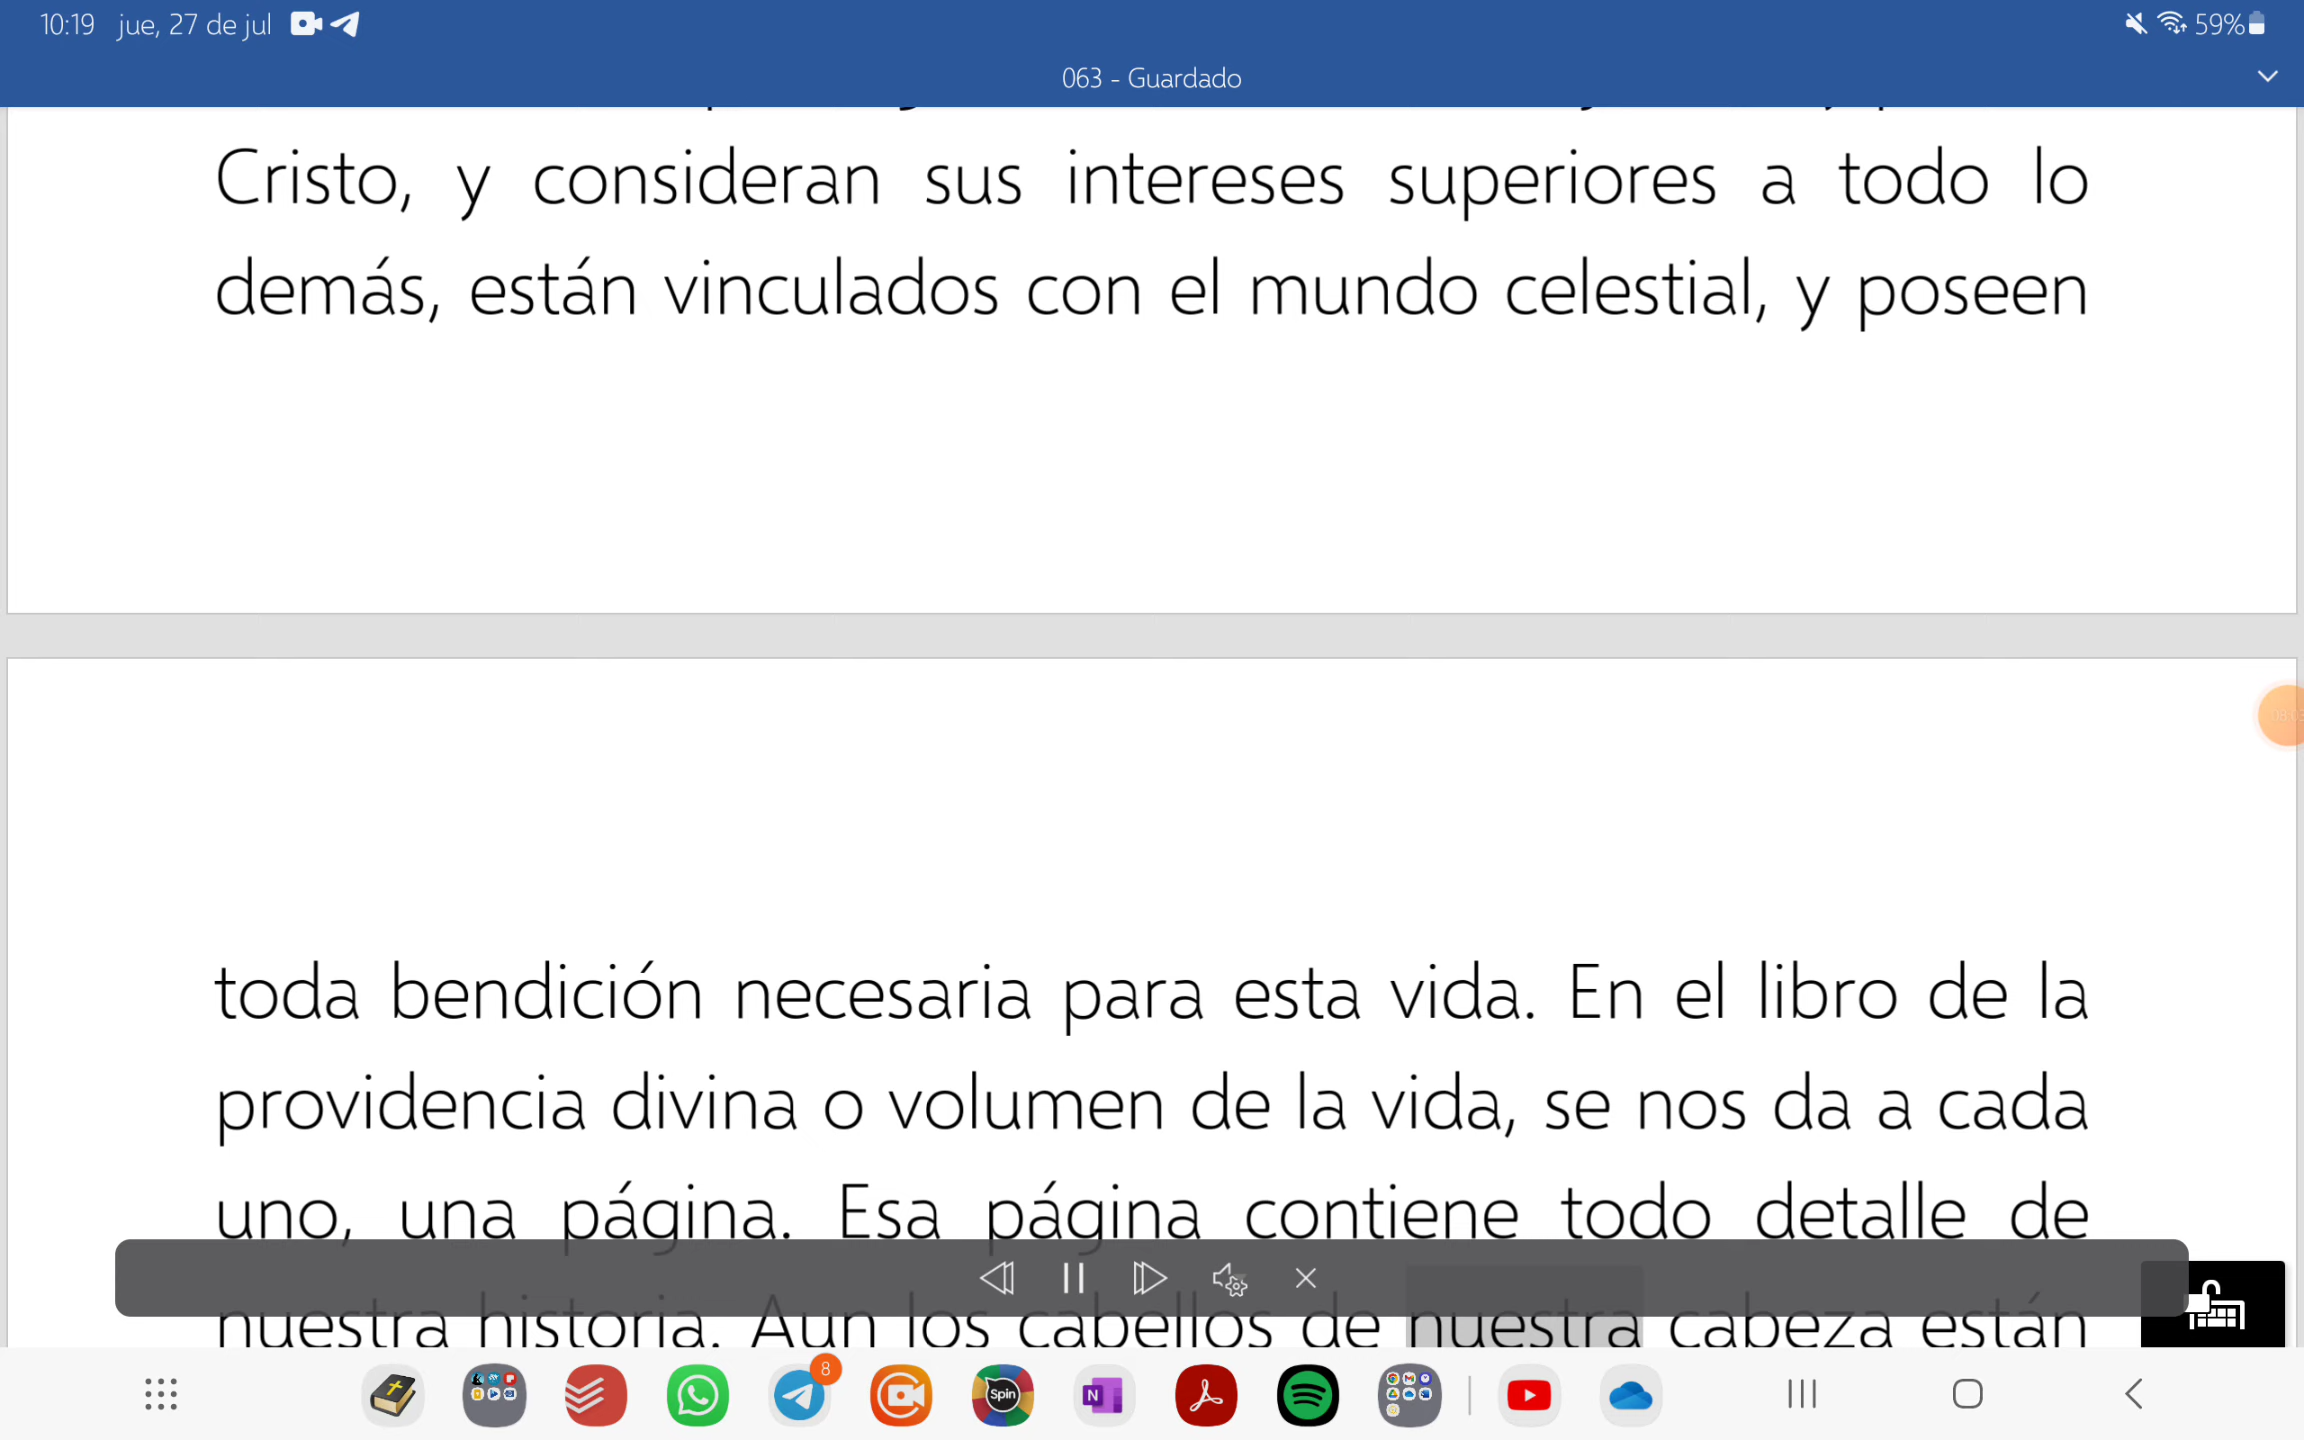 10:19 jue, 27 de jul
59%
063 - Guardado
Cristo, y consideran sus intereses superiores a todo lo
demás, están vinculados con el mundo celestial, y poseen
toda bendición necesaria para esta vida. En el libro de la
providencia divina o volumen de la vida, se nos da a cada
uno, una página. Esa página contiene todo detalle de
nuestra historia. Aun los cabellos de nuestra cabeza están
8
Spin
N